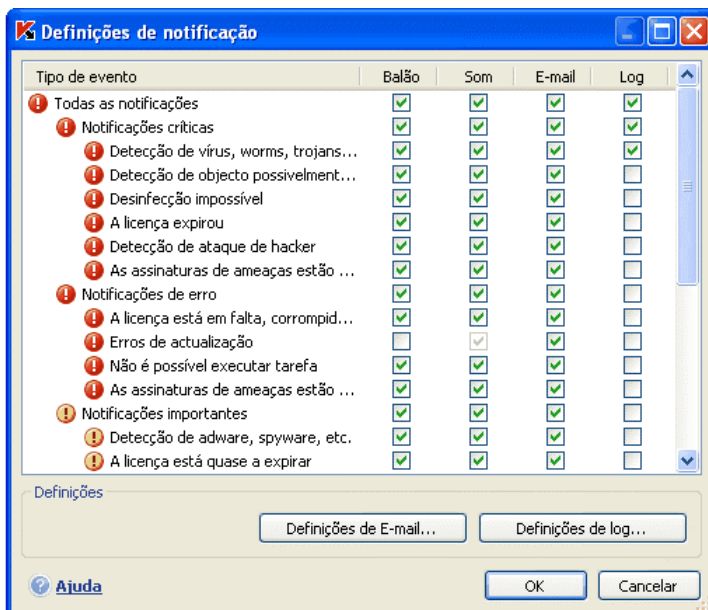 Definições de notificação
Tipo de evento Balão Som E-mail Log
Todas as notificações
Notificações críticas
Detecção de vírus, worms, trojans...
Detecção de objecto possivelment...
Desinfecção impossível
A licença expirou
Detecção de ataque de hacker
As assinaturas de ameaças estão ...
Notificações de erro
A licença está em falta, corrompid...
Erros de actualização
Não é possível executar tarefa
As assinaturas de ameaças estão ...
Notificações importantes
Detecção de adware, spyware, etc.
A licença está quase a expirar
Definições
Definições de E-mail... Definições de log...
Ajuda OK Cancelar